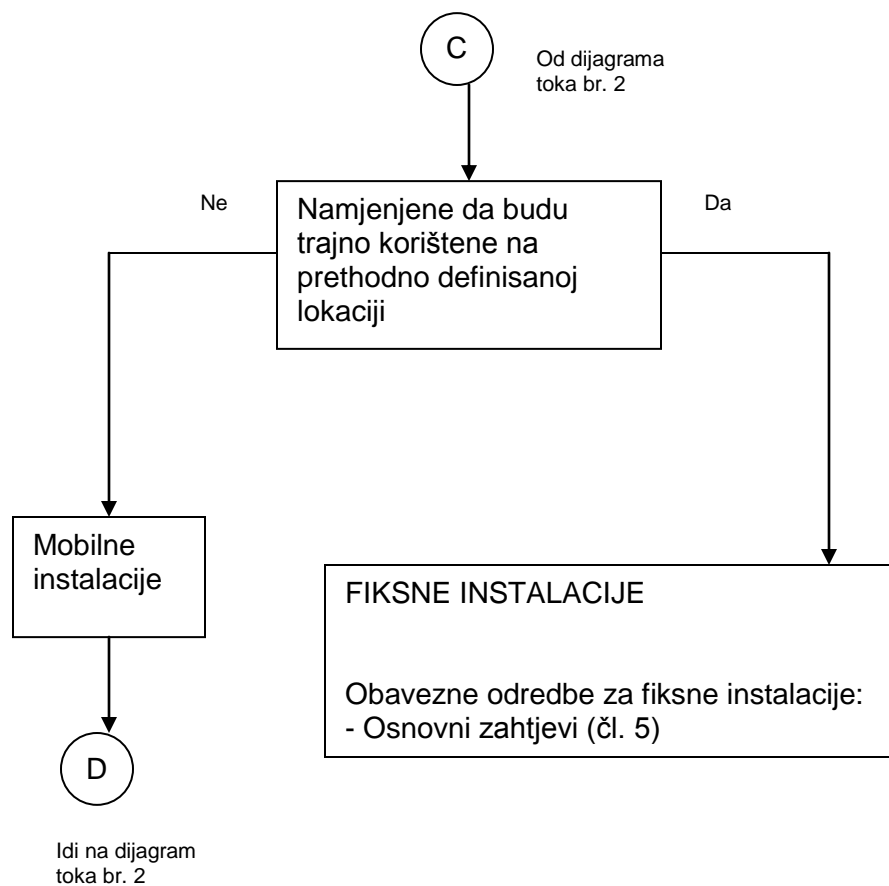 C
Od dijagrama
toka br. 2
Ne
Da
Namjenjene da budu
trajno korištene na
prethodno definisanoj
lokaciji
Mobilne
instalacije
FIKSNE INSTALACIJE
Obavezne odredbe za fiksne instalacije:
- Osnovni zahtjevi (čl. 5)
D
Idi na dijagram
toka br. 2